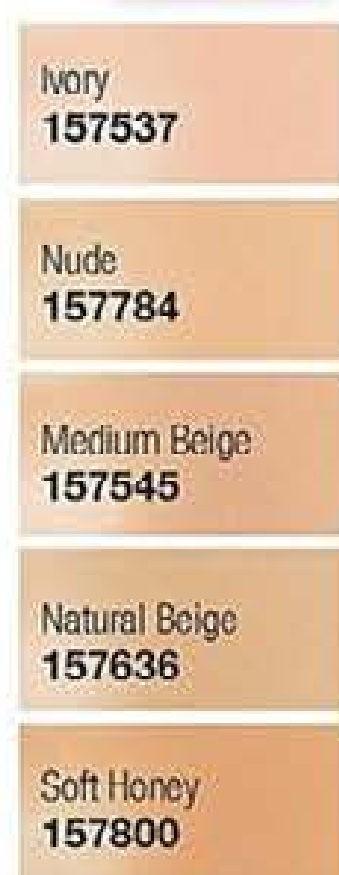 Ivory
157537
Nude
157784
Medium Beige
157545
Natural Beige
157636
Soft Honey
157800